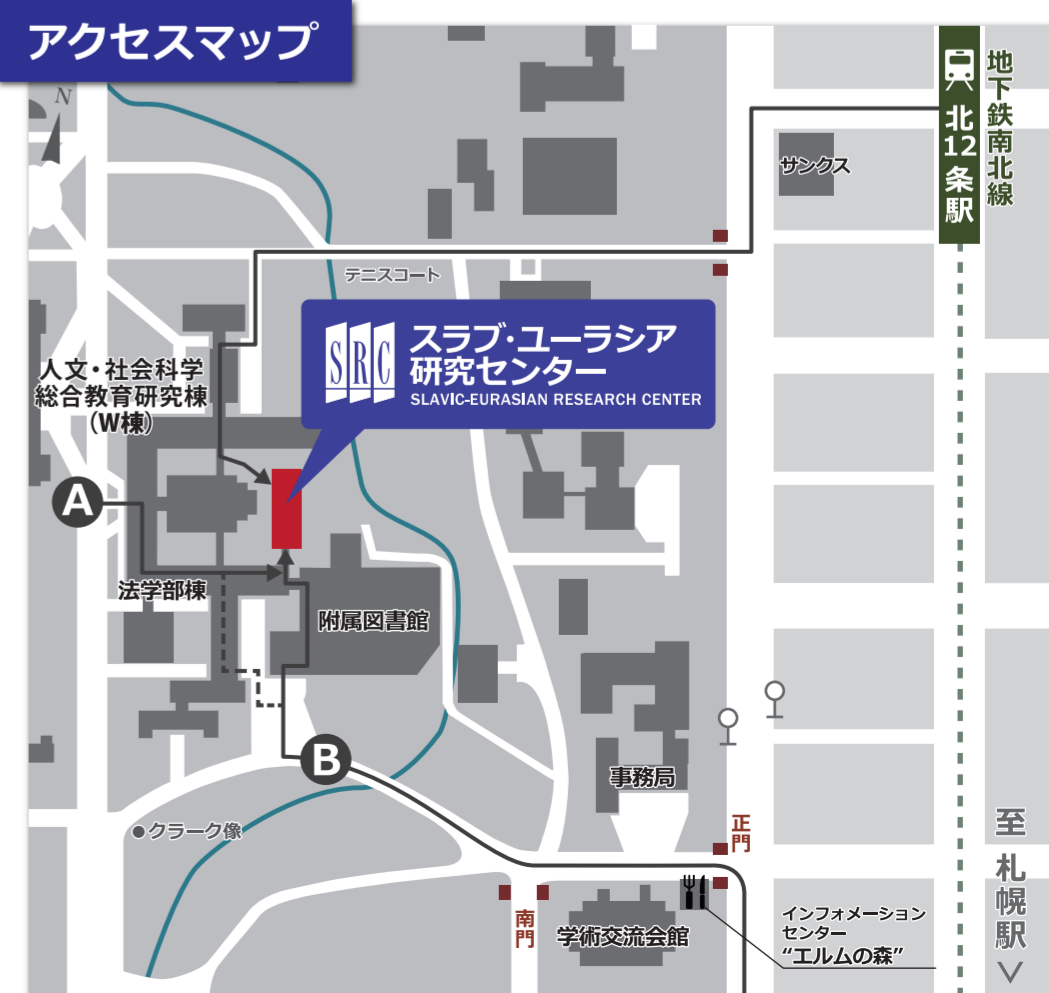 アクセスマップ
N
地下鉄南北線
北12条駅
サンクス
テニスコート
SRC
スラブ・ユーラシア
研究センター
SLAVIC-EURASIAN RESEARCH CENTER
人文・社会科学
総合教育研究棟
(W棟)
A
法学部棟
附属図書館
B
事務局
●クラーク像
正門
至 札幌駅
南門
学術交流会館
インフォメーション
センター
“エルムの森”